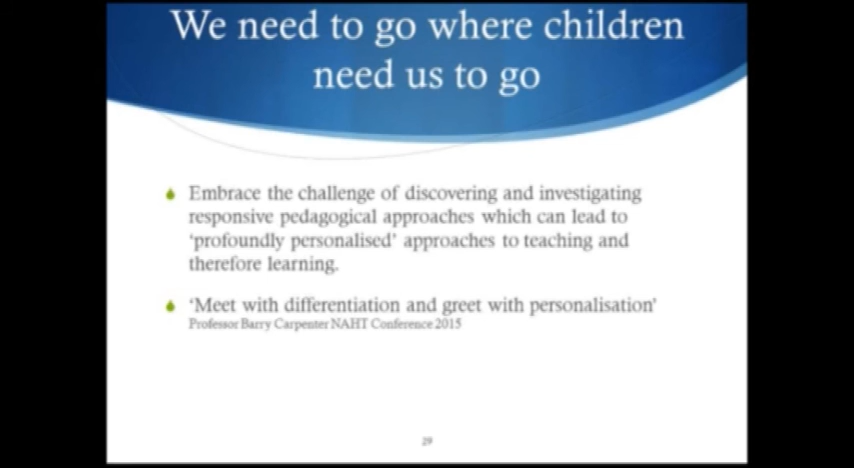 We need to go where children
need us to go
Embrace the challenge of discovering and investigating
responsive pedagogical approaches which can lead to
‘profoundly personalised’ approaches to teaching and
therefore learning.
‘Meet with differentiation and greet with personalisation’
Professor Barry Carpenter NAHT Conference 2015
29